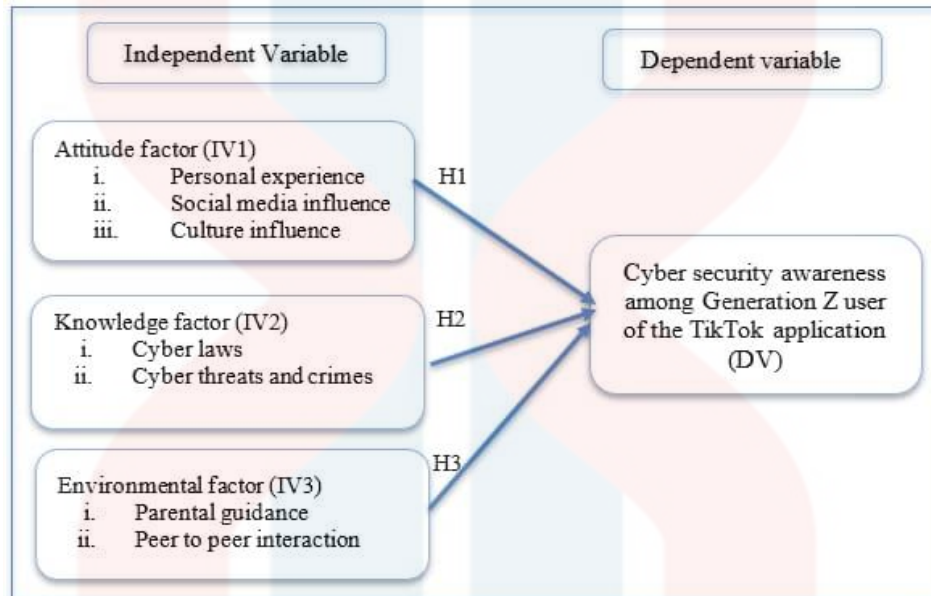 Independent Variable
Dependent variable
Attitude factor (IV1)
i. Personal experience
ii. Social media influence
iii. Culture influence
H1
Knowledge factor (IV2)
i. Cyber laws
ii. Cyber threats and crimes
H2
Environmental factor (IV3)
i. Parental guidance
ii. Peer to peer interaction
H3
Cyber security awareness
among Generation Z user
of the TikTok application
(DV)